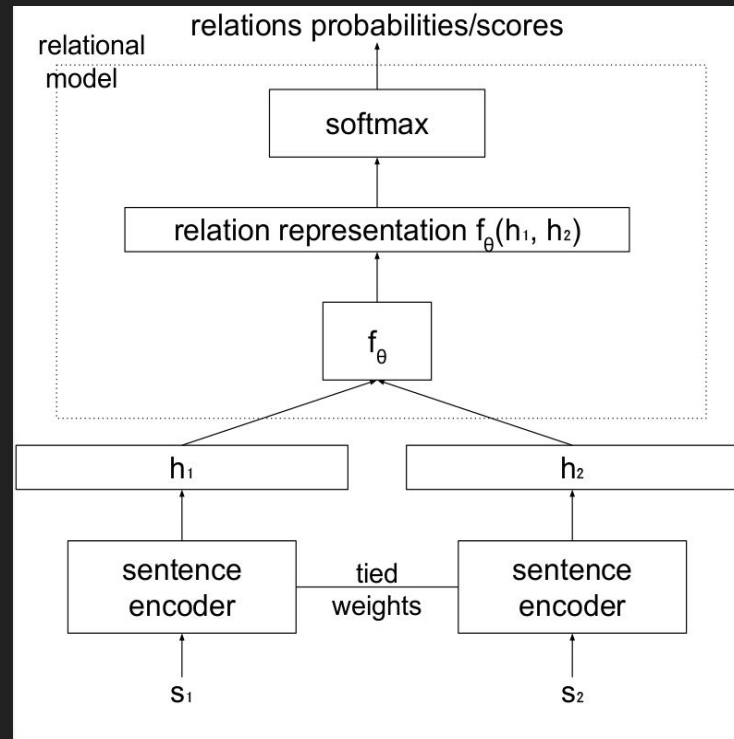 relations probabilities/scores
relational
model
softmax
relation representation fθ(h₁, h₂)
fθ
h₁
h₂
sentence
encoder
tied
weights
sentence
encoder
s₁
s₂